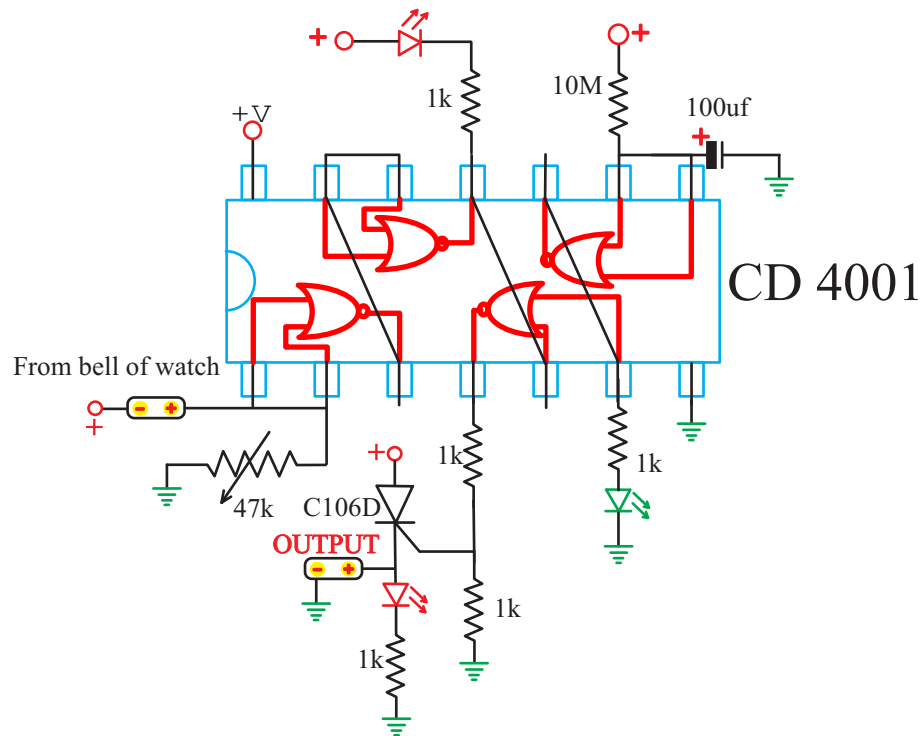 +
+
1k
10M
100uf
+
+V
CD 4001
From bell of watch
- +
+
47k
+
C106D
1k
1k
OUTPUT
- +
1k
1k